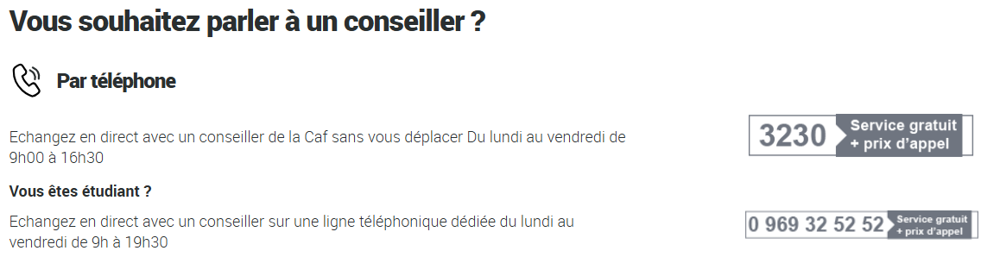 Vous souhaitez parler à un conseiller ?
Par téléphone
Echangez en direct avec un conseiller de la Caf sans vous déplacer Du lundi au vendredi de
9h00 à 16h30
3230
Service gratuit
+ prix d'appel
Vous êtes étudiant ?
Echangez en direct avec un conseiller sur une ligne téléphonique dédiée du lundi au
vendredi de 9h à 19h30
0 969 32 52 52
Service gratuit
+ prix d'appel